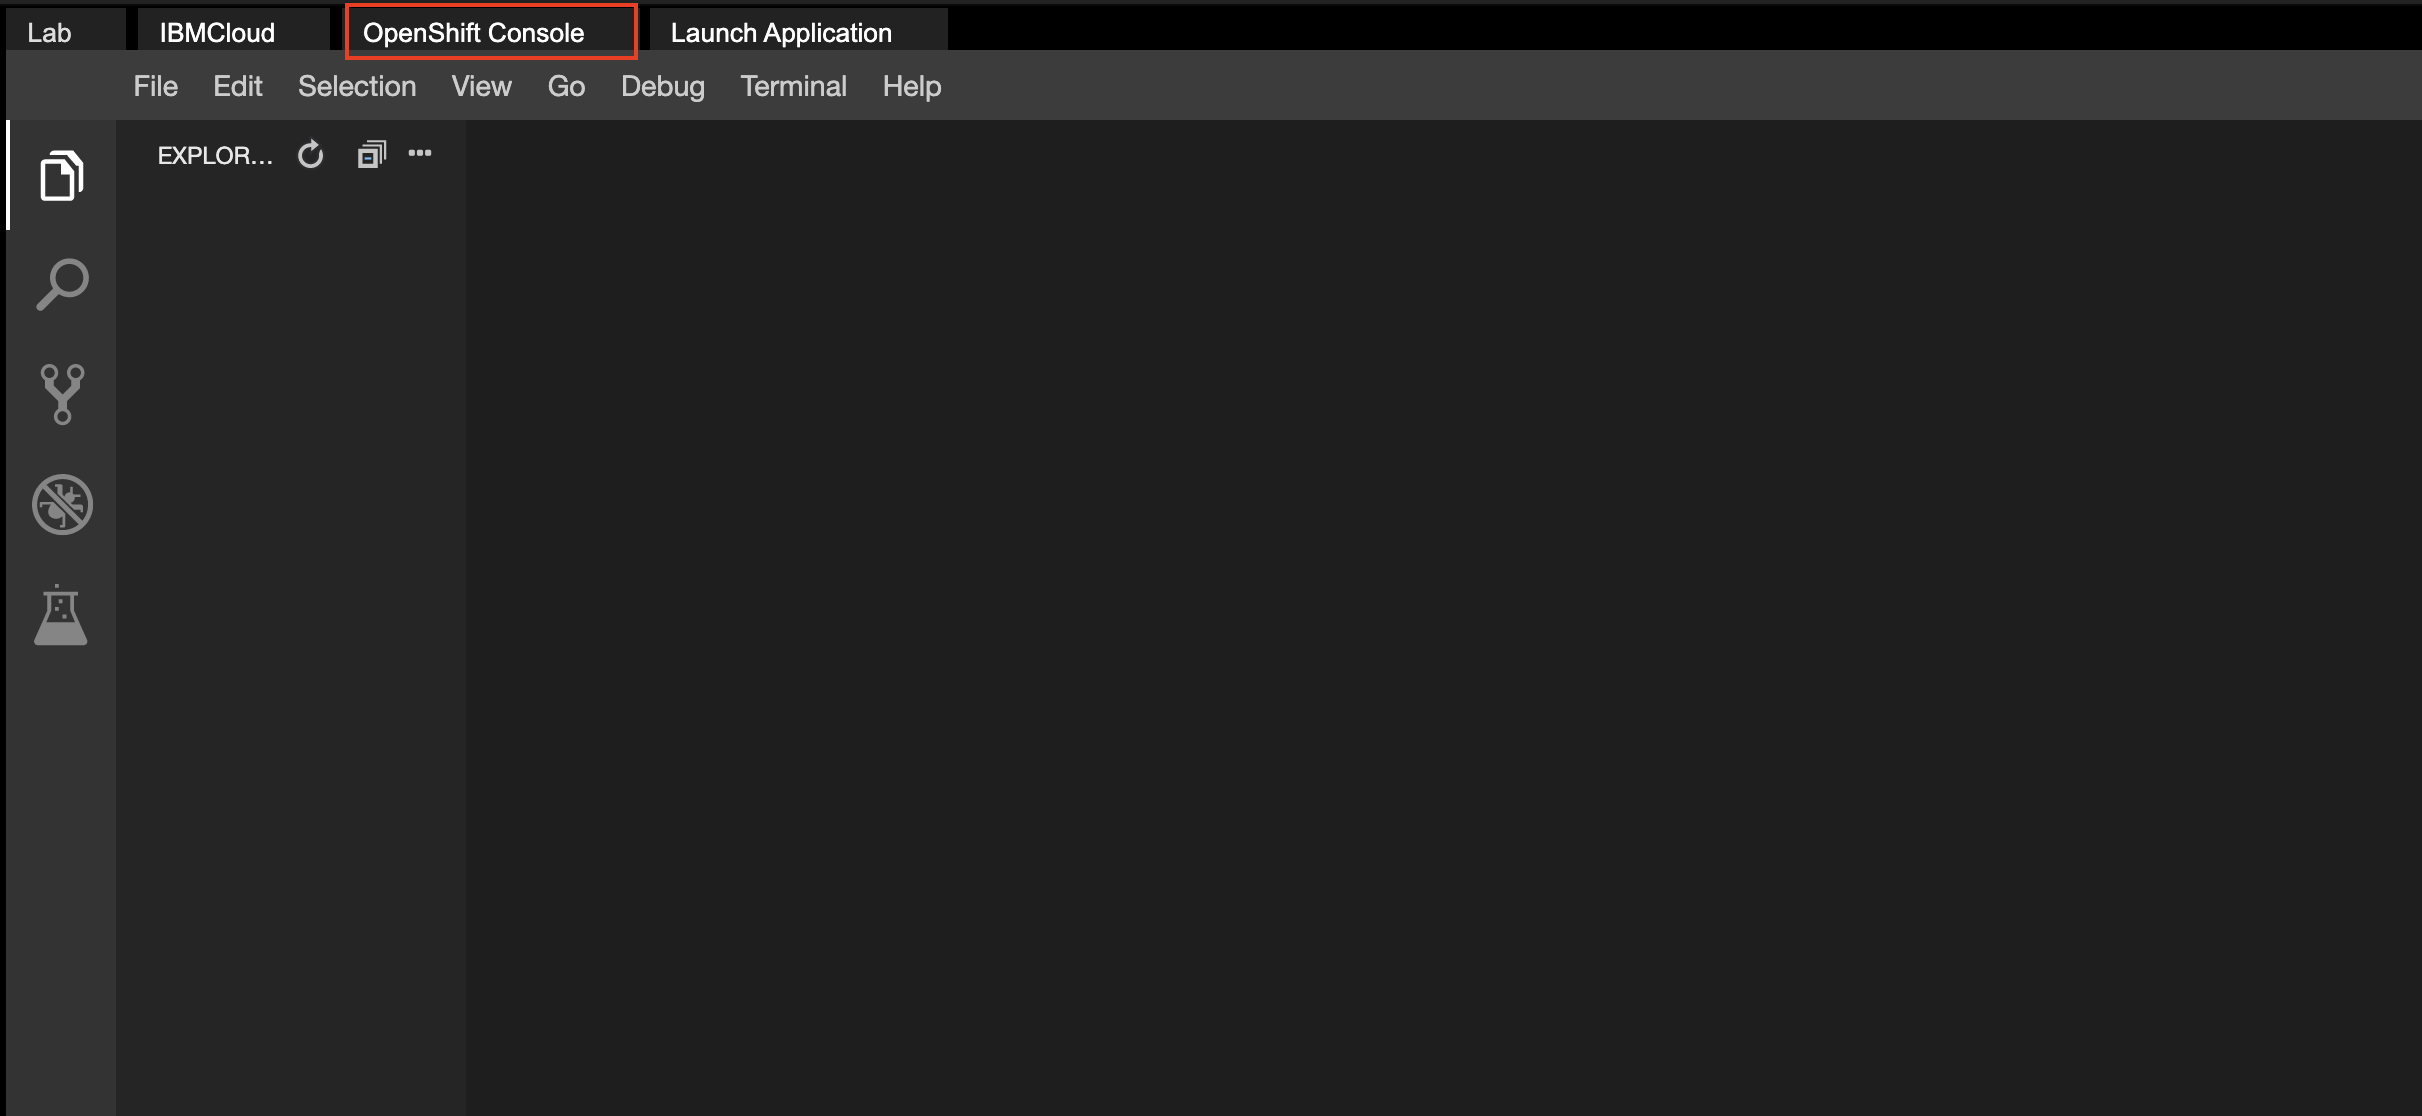 Lab IBMCloud OpenShift Console Launch Application
File Edit Selection View Go Debug Terminal Help
EXPLOR...